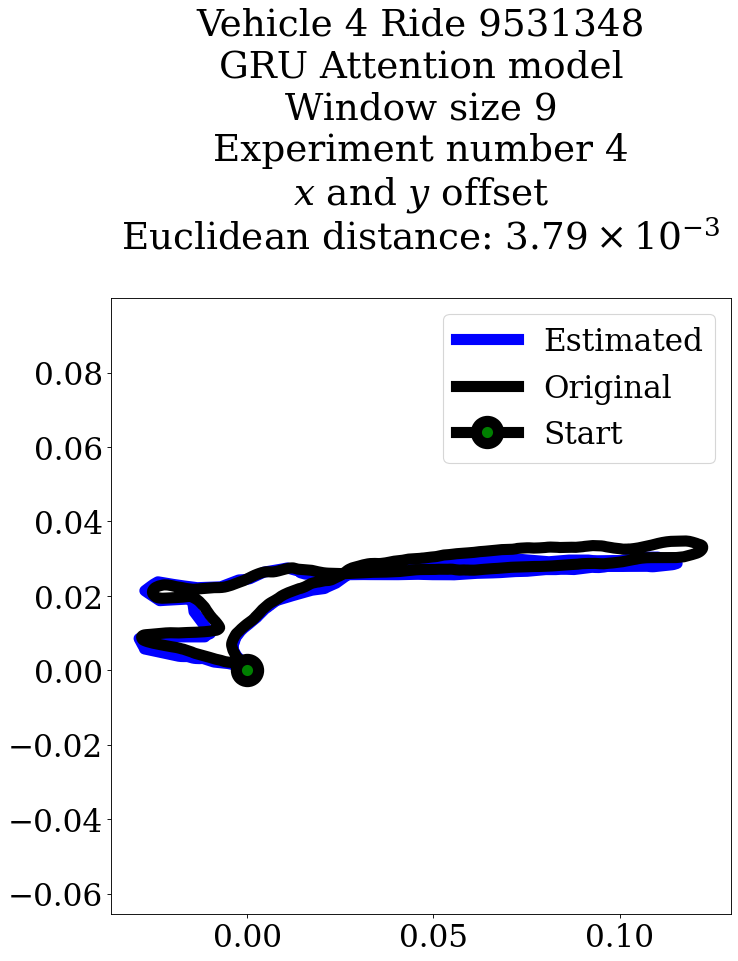 Vehicle 4 Ride 9531348
GRU Attention model
Window size 9
Experiment number 4
x and y offset
Euclidean distance: 3.79 × 10⁻³
Estimated
Original
Start
0.08
0.06
0.04
0.02
0.00
−0.02
−0.04
−0.06
0.00 0.05 0.10